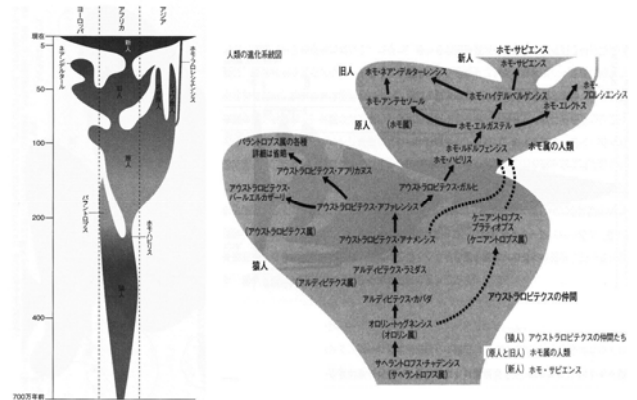 ヨーロッパ
アフリカ
アジア
現在
5
50
100
200
400
700万年前
新人
ネアンデルタール
ホモ・フロレシエンシス
旧人
原人
ホモ・ハビリス
猿人
人類の進化系統図
新人
ホモ・サピエンス
ホモ・サピエンス
旧人
ホモ・ネアンデルターレンシス
ホモ・アンテセソール
ホモ・ハイデルベルゲンシス
ホモ・
フロレシエンシス
ホモ・エレクトス
原人
(ホモ属)
ホモ・エルガステル
ホモ・ルドルフェンシス
ホモ属の人類
ホモ・ハビリス
パラントロプス属の各種
詳細は省略
アウストラロピテクス・アフリカヌス
アウストラロピテクス・ガルヒ
アウストラロピテクス・
バールエルカザーリ
アウストラロピテクス・アファレンシス
ケニアントロプス・
プラティオプス
(ケニアントロプス属)
(アウストラロピテクス属)
アウストラロピテクス・アナメンシス
猿人
アルディピテクス・ラミダス
(アルディピテクス属)
アルディピテクス・カダバ
アウストラロピテクスの仲間
オロリン・トゥゲネンシス
(オロリン属)
サヘラントロプス・チャデンシス
(サヘラントロプス属)
(猿人) アウストラロピテクスの仲間たち
(原人と旧人) ホモ属の人類
(新人) ホモ・サピエンス